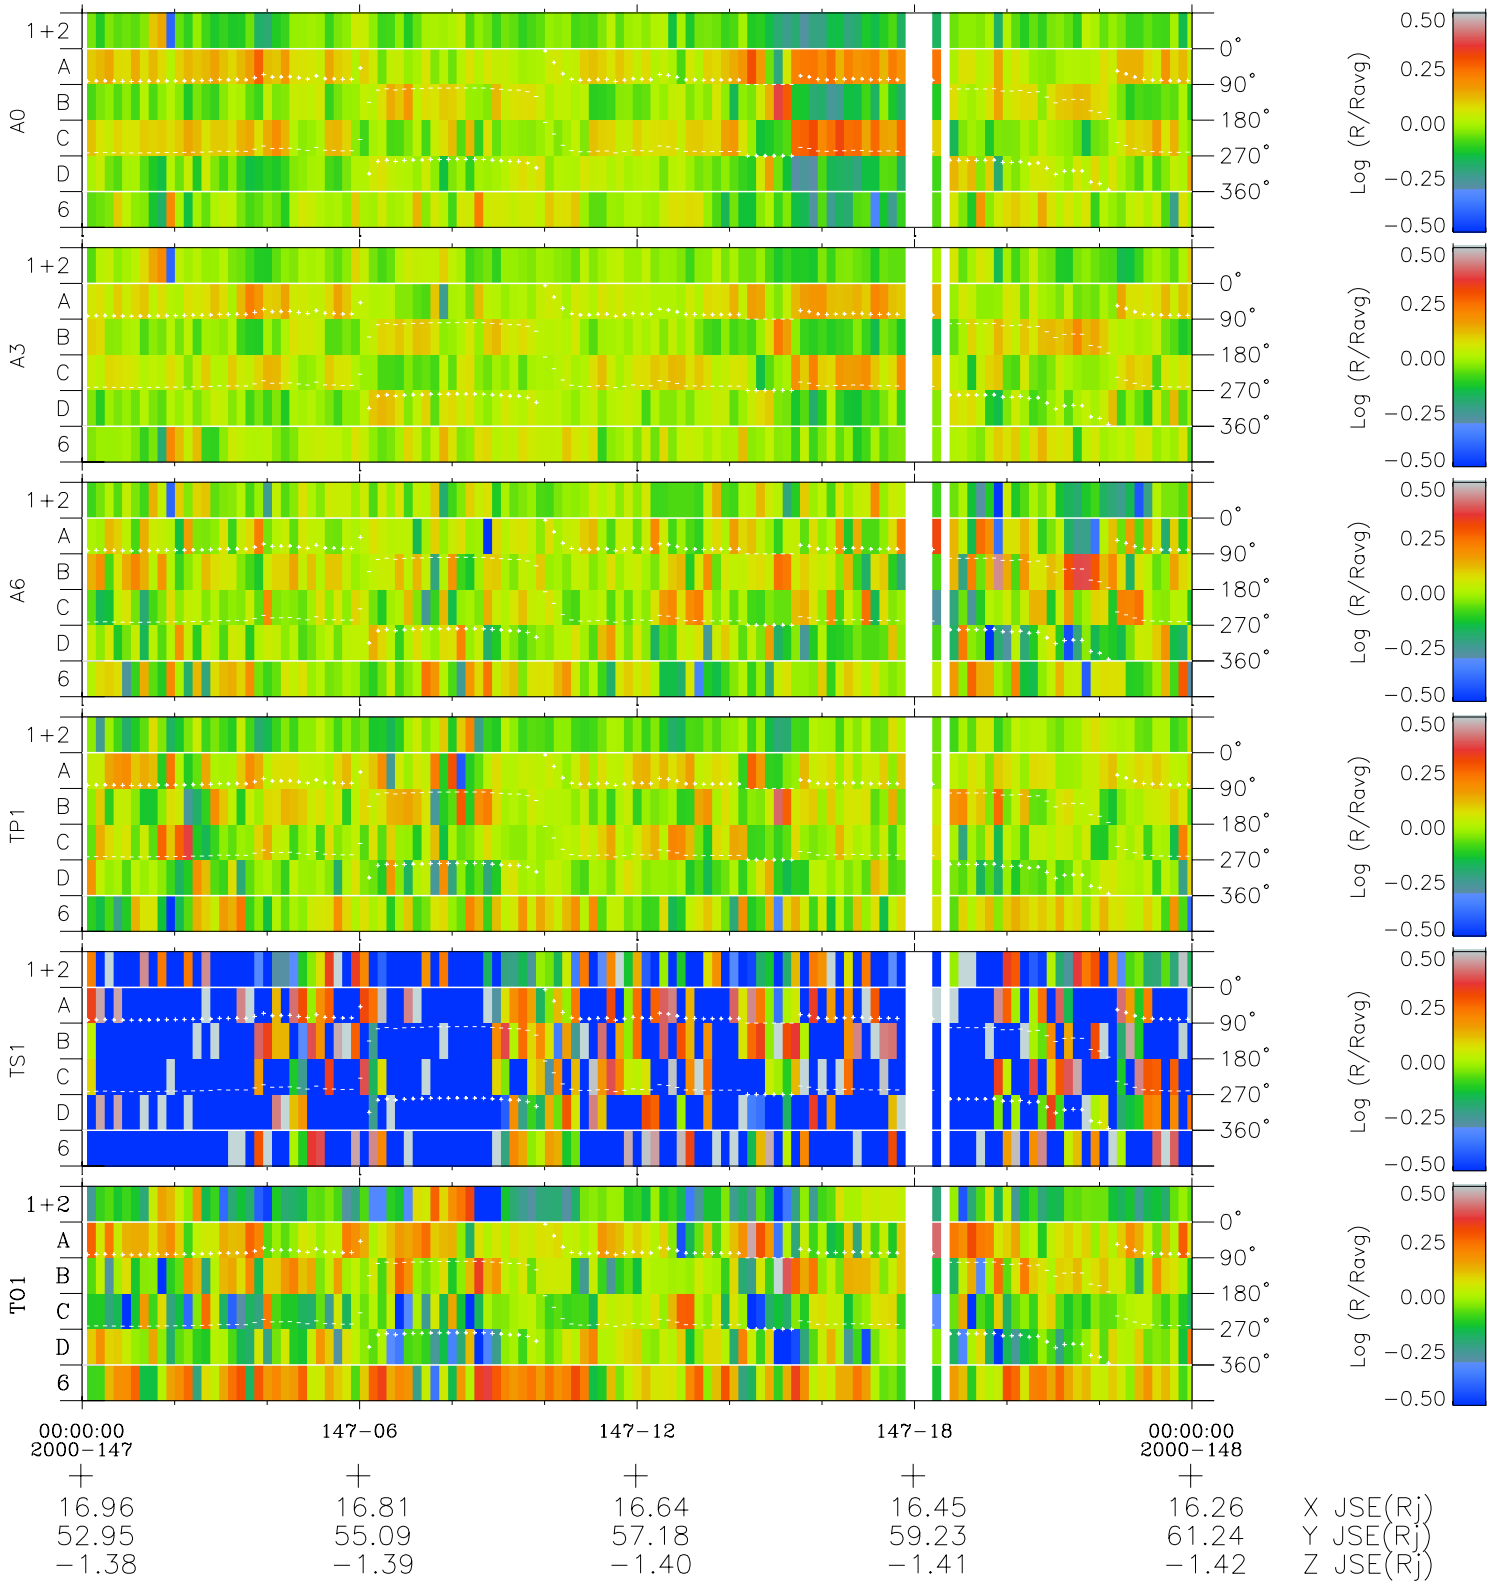 A0
1+2
A
B
C
D
6
0°
90°
180°
270°
360°
Log (R/Ravg)
0.50
0.25
0.00
−0.25
−0.50
A3
1+2
A
B
C
D
6
0°
90°
180°
270°
360°
Log (R/Ravg)
0.50
0.25
0.00
−0.25
−0.50
A6
1+2
A
B
C
D
6
0°
90°
180°
270°
360°
Log (R/Ravg)
0.50
0.25
0.00
−0.25
−0.50
TP1
1+2
A
B
C
D
6
0°
90°
180°
270°
360°
Log (R/Ravg)
0.50
0.25
0.00
−0.25
−0.50
TS1
1+2
A
B
C
D
6
0°
90°
180°
270°
360°
Log (R/Ravg)
0.50
0.25
0.00
−0.25
−0.50
TO1
1+2
A
B
C
D
6
0°
90°
180°
270°
360°
Log (R/Ravg)
0.50
0.25
0.00
−0.25
−0.50
00:00:00 147−06 147−12 147−18 00:00:00
2000−147 2000−148
16.96 16.81 16.64 16.45 16.26 X JSE(Rj)
52.95 55.09 57.18 59.23 61.24 Y JSE(Rj)
−1.38 −1.39 −1.40 −1.41 −1.42 Z JSE(Rj)